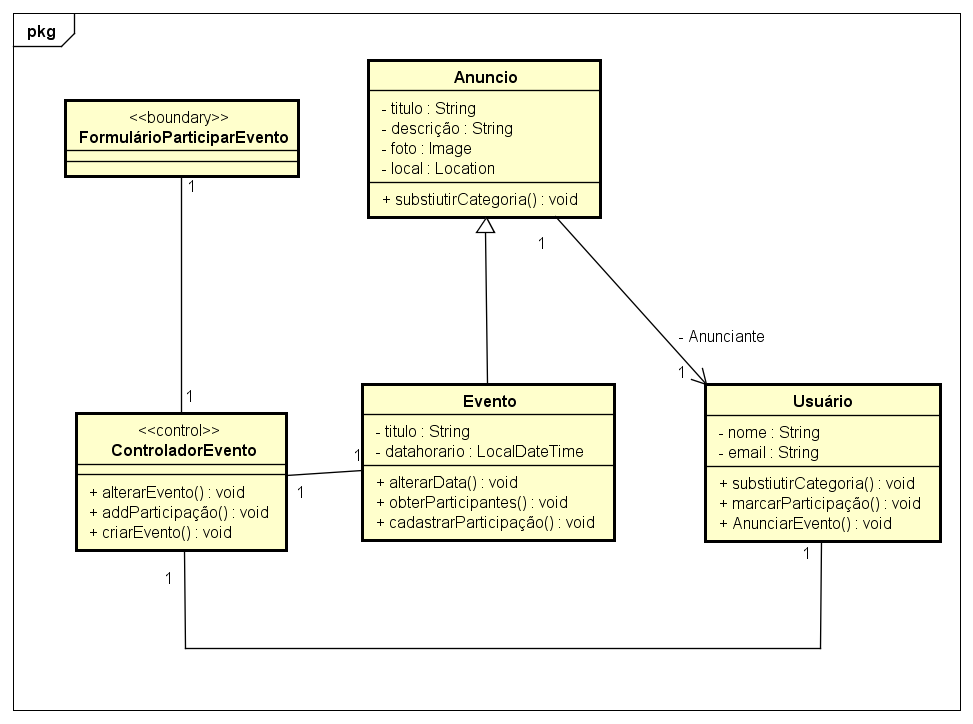 pkg
<<boundary>>
FormulárioParticiparEvento
1
Anuncio
- titulo : String
- descrição : String
- foto : Image
- local : Location
+ substiutirCategoria() : void
1
- Anunciante
1
1
<<control>>
ControladorEvento
+ alterarEvento() : void
+ addParticipação() : void
+ criarEvento() : void
1
1
1
Evento
- titulo : String
- datahorario : LocalDateTime
+ alterarData() : void
+ obterParticipantes() : void
+ cadastrarParticipação() : void
Usuário
- nome : String
- email : String
+ substiutirCategoria() : void
+ marcarParticipação() : void
+ AnunciarEvento() : void
1